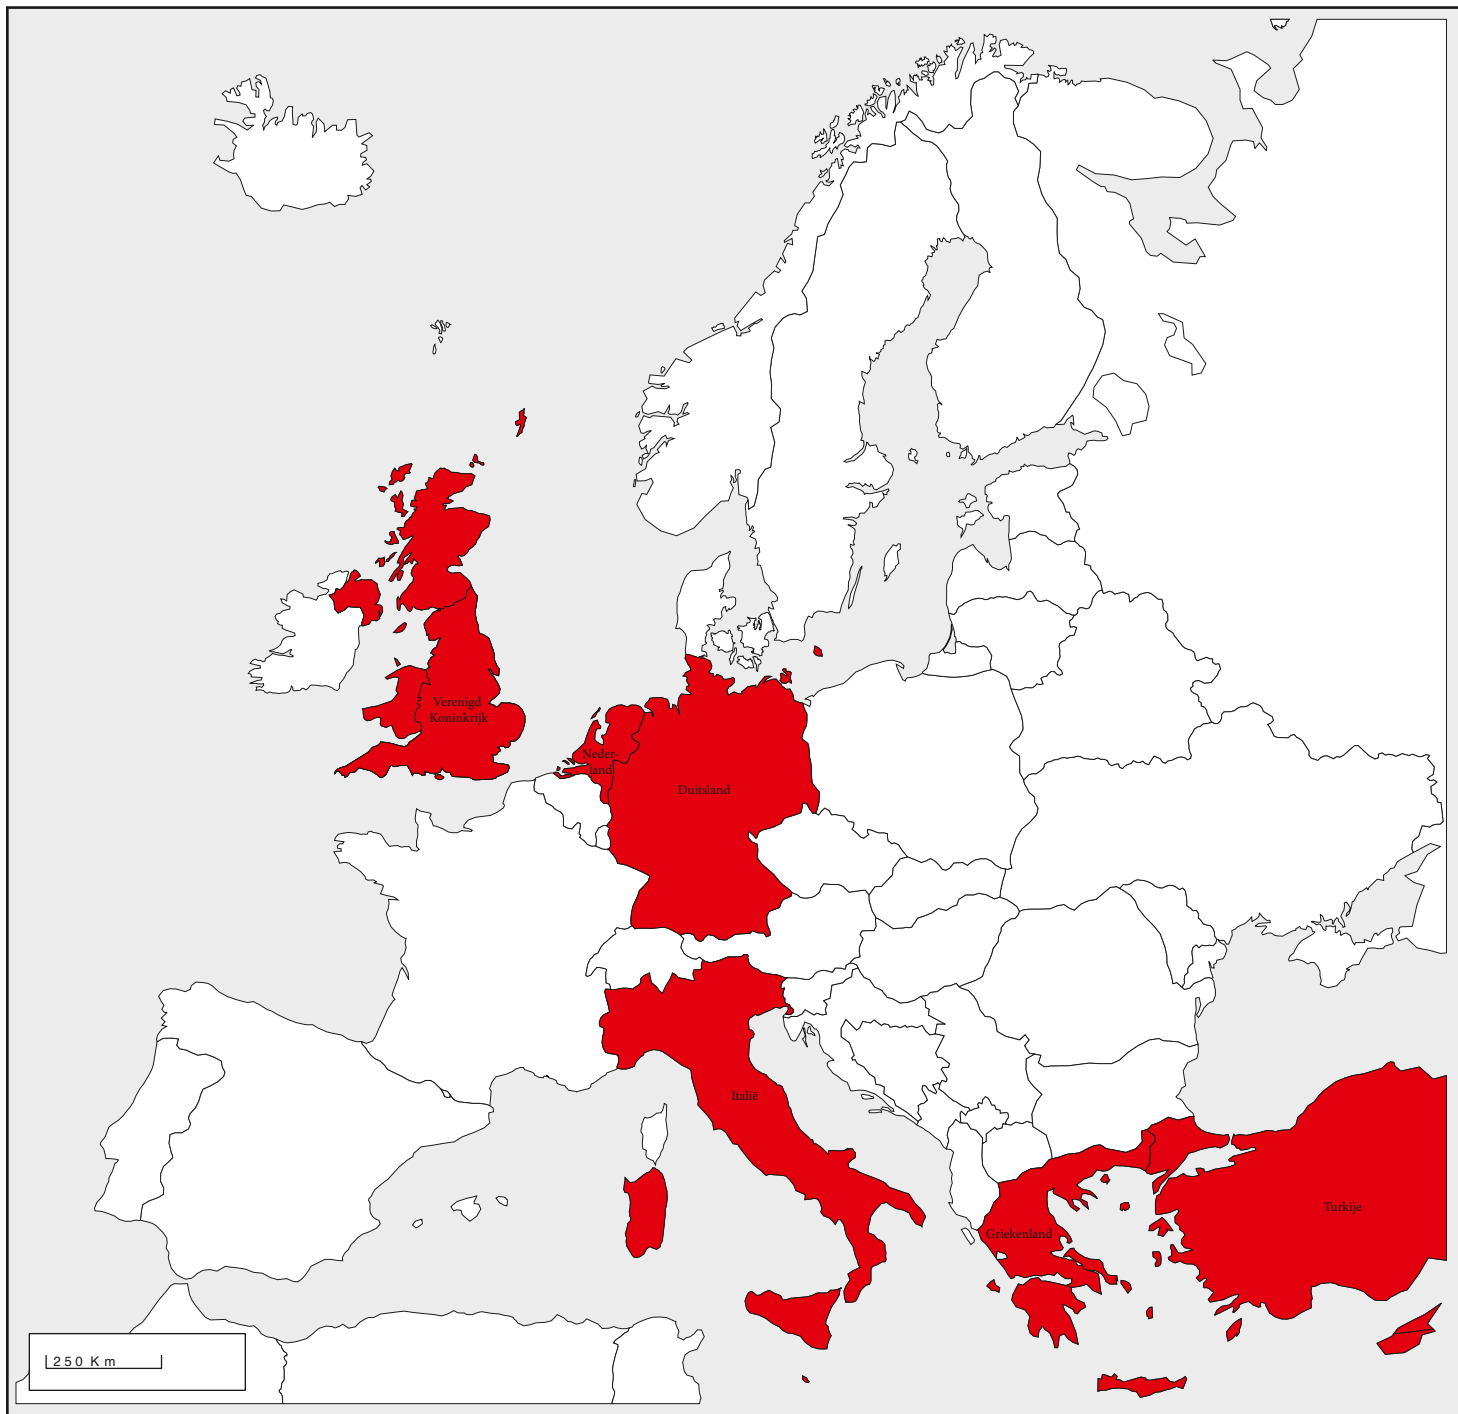 Verenigd
Koninkrijk
Neder-
land
Duitsland
Italië
Turkije
Griekenland
250 Km